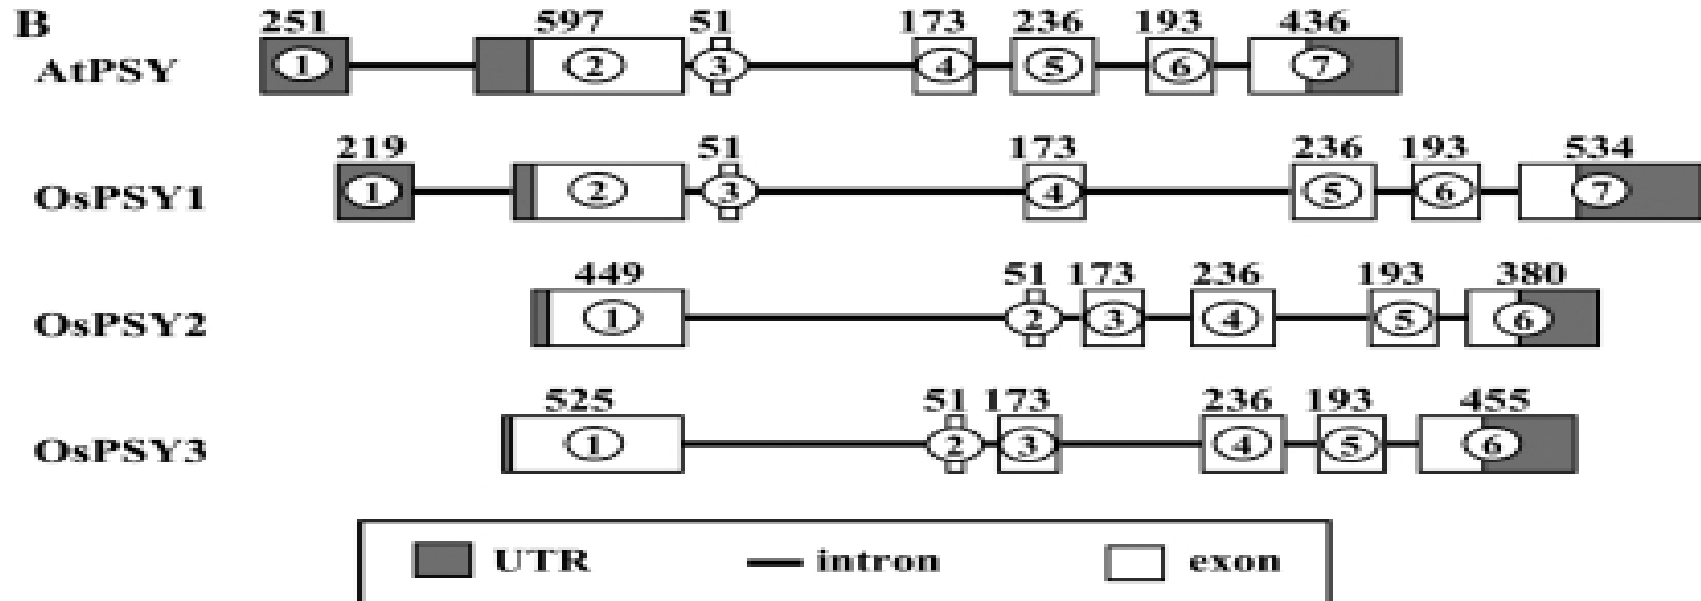 B
251 597 51 173 236 193 436
AtPSY 1 2 3 4 5 6 7
219 51 173 236 193 534
OsPSY1 1 2 3 4 5 6 7
449 51 173 236 193 380
OsPSY2 1 2 3 4 5 6
525 51 173 236 193 455
OsPSY3 1 2 3 4 5 6
UTR intron exon